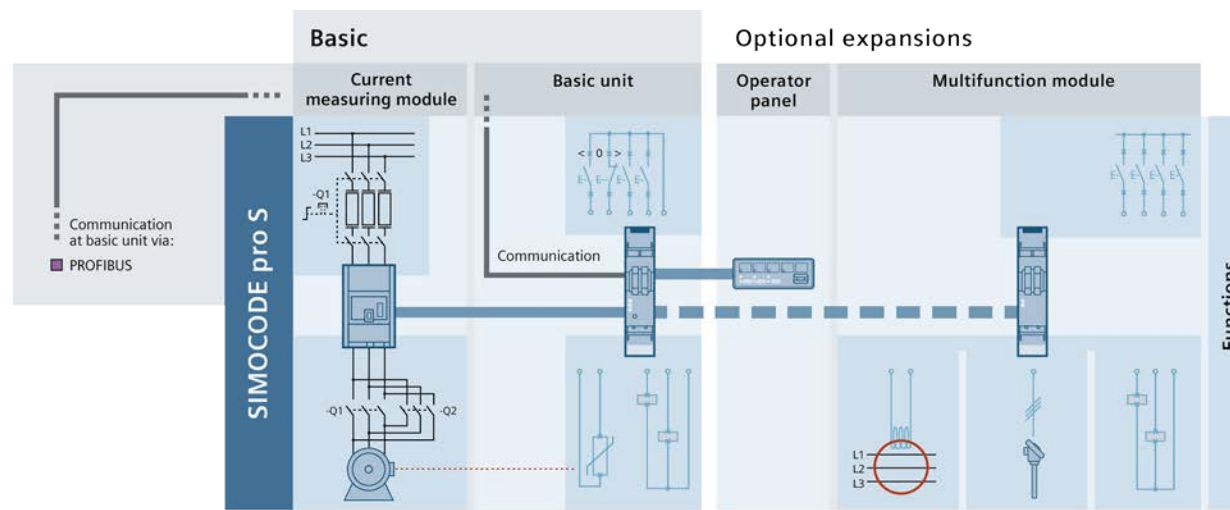 Basic
Optional expansions
Current
measuring module
Basic unit
Operator
panel
Multifunction module
L1
L2
L3
< 0 >
-Q1
Communication
at basic unit via:
PROFIBUS
SIMOCODE pro S
Communication
Functions
-Q1
-Q2
L1
L2
L3